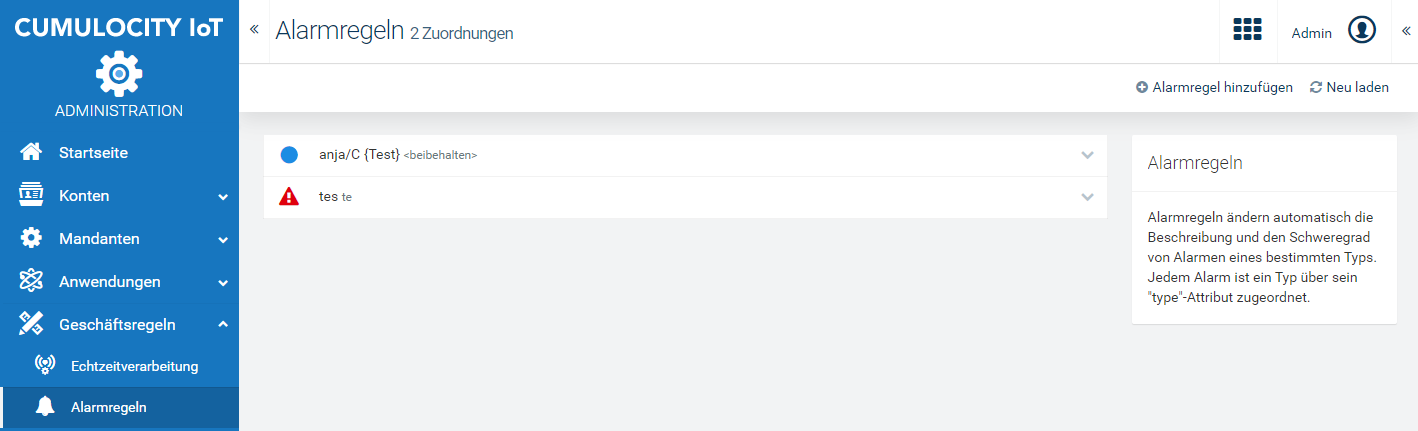 CUMULOCITY IoT
ADMINISTRATION
Startseite
Konten
Mandanten
Anwendungen
Geschäftsregeln
Echtzeitverarbeitung
Alarmregeln
Alarmregeln 2 Zuordnungen
Admin
Alarmregel hinzufügen
Neu laden
anja/C {Test} <beibehalten>
tes te
Alarmregeln
Alarmregeln ändern automatisch die
Beschreibung und den Schweregrad
von Alarmen eines bestimmten Typs.
Jedem Alarm ist ein Typ über sein
"type"-Attribut zugeordnet.